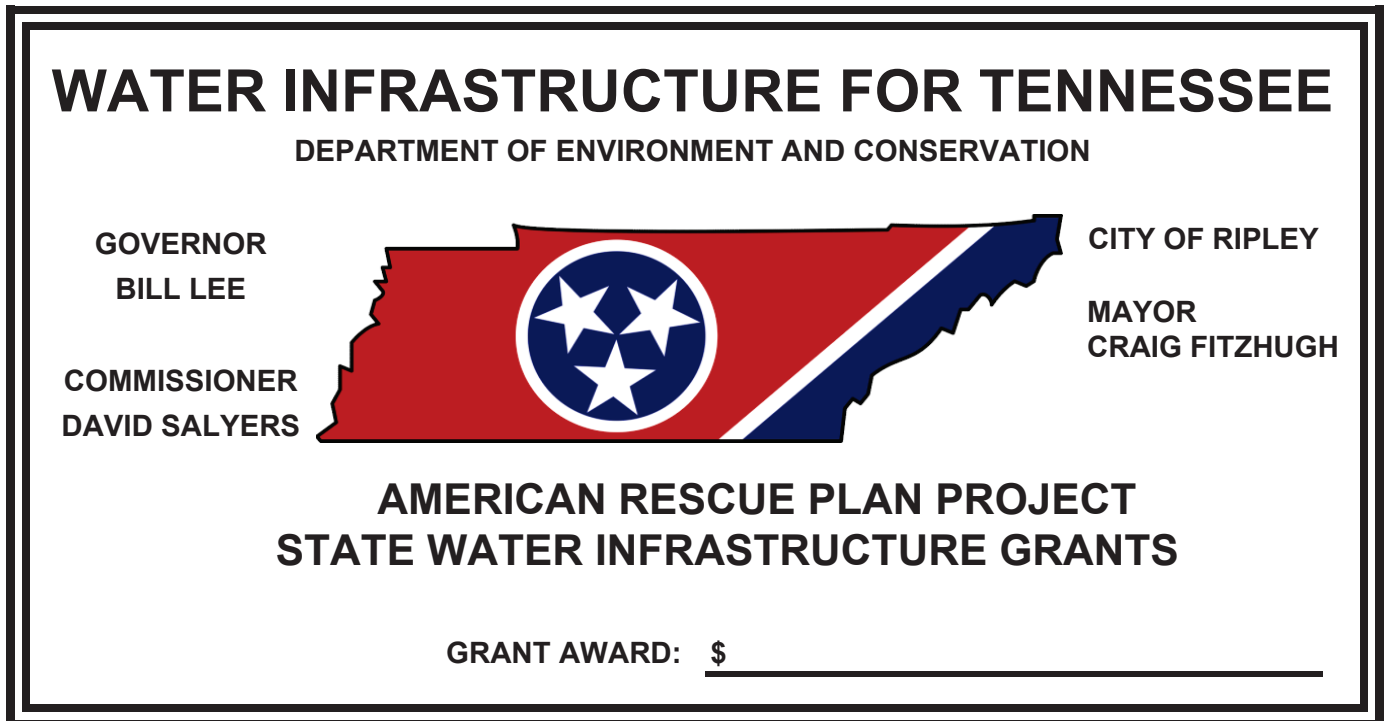 WATER INFRASTRUCTURE FOR TENNESSEE
DEPARTMENT OF ENVIRONMENT AND CONSERVATION
GOVERNOR
BILL LEE
COMMISSIONER
DAVID SALYERS
CITY OF RIPLEY
MAYOR
CRAIG FITZHUGH
AMERICAN RESCUE PLAN PROJECT
STATE WATER INFRASTRUCTURE GRANTS
GRANT AWARD: $